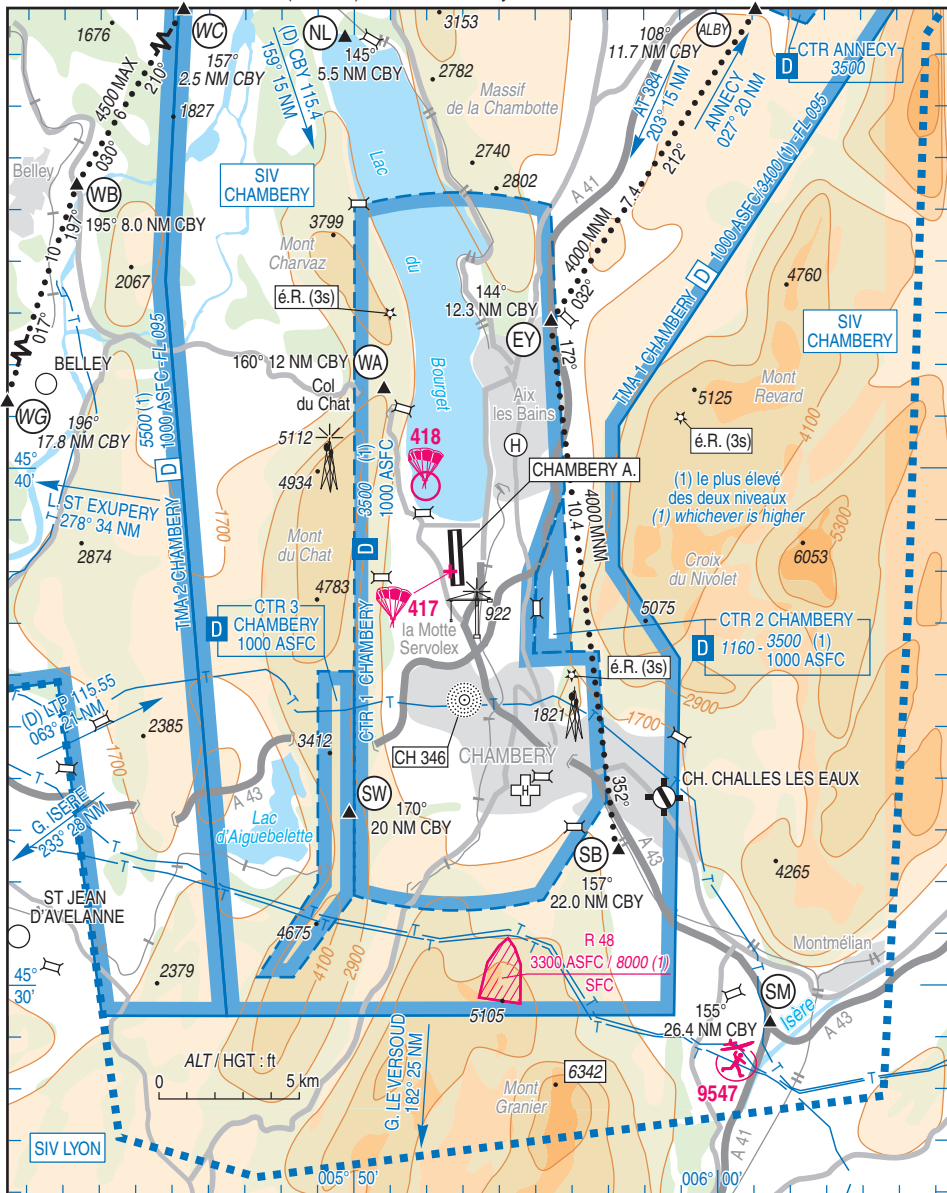 1676
WC
157°
2.5 NM CBY
NL
145°
5.5 NM CBY
3153
108°
11.7 NM CBY
ALBY
D
CTR ANNECY
3500
(D) CBY 115.4
159° 15 NM
2782
Massif
de la Chambotte
AT 384
203° 15 NM
ANNECY
027° 20 NM
4500 MAX
6
210°
030°
1827
Lac
2740
2802
A 41
7.4
212°
4000 MNM
032°
Belley
WB
195° 8.0 NM CBY
197°
10
017°
SIV
CHAMBERY
3799
Mont
Charvaz
2067
du
144°
12.3 NM CBY
EY
172°
TMA 1 CHAMBERY D 1000 ASFC/3400 (1) - FL 095
4760
SIV
CHAMBERY
é.R. (3s)
BELLEY
WG
196°
17.8 NM CBY
160° 12 NM CBY
WA
Col
du Chat
Bourget
Aix
les Bains
Mont
Revard
5125
4100
é.R. (3s)
5500 (1)
1000 ASFC - FL 095
D
TMA 2 CHAMBERY
5112
4934
3500 (1)
1000 ASFC
D
CTR 1 CHAMBERY
418
H
CHAMBERY A.
45°
40'
ST EXUPERY
278° 34 NM
1700
(1) le plus élevé
des deux niveaux
(1) whichever is higher
5300
4000 MNM
10.4
2874
Mont
du Chat
6053
Croix
du Nivolet
4783
417
922
5075
CTR 3
CHAMBERY
1000 ASFC
D
la Motte
Servolex
CTR 2 CHAMBERY
D
1160 - 3500 (1)
1000 ASFC
é.R. (3s)
2900
1700
(D) LTP 115.55
063° 21 NM
2385
1700
3412
1821
CH 346
CHAMBERY
H
352°
CH. CHALLES LES EAUX
A 43
SW
170°
20 NM CBY
G. ISERE
233° 28 NM
Lac
d'Aiguebelette
A 43
SB
157°
22.0 NM CBY
4265
ST JEAN
D'AVELANNE
4675
4100
2900
R 48
3300 ASFC / 8000 (1)
SFC
Montmélian
2379
45°
30'
5105
155°
26.4 NM CBY
SM
Isère
A 43
ALT / HGT : ft
0
5 km
G. LE VERSOUD
182° 25 NM
Mont
Granier
6342
9547
A 41
SIV LYON
005° 50'
006° 00'